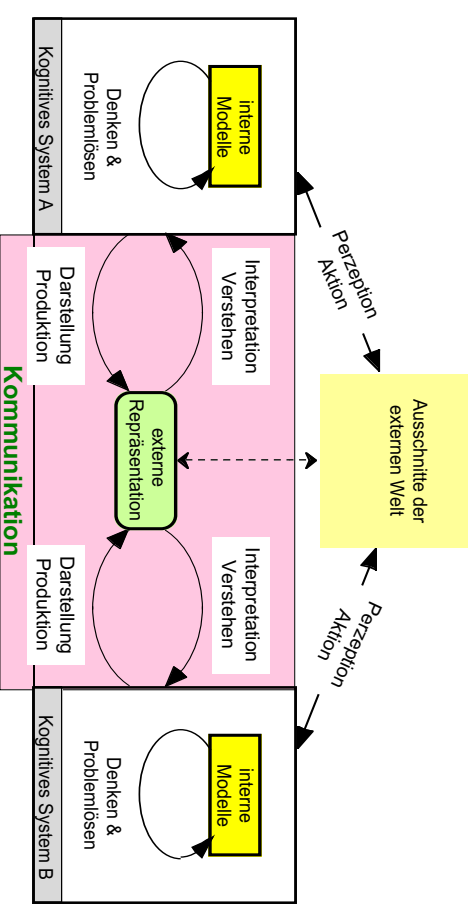 Ausschnitte der
externen Welt
Perzeption
Aktion
Perzeption
Aktion
interne
Modelle
Denken &
Problemlösen
Kognitives System A
Interpretation
Verstehen
Darstellung
Produktion
externe
Repräsentation
Interpretation
Verstehen
Darstellung
Produktion
interne
Modelle
Denken &
Problemlösen
Kognitives System B
Kommunikation